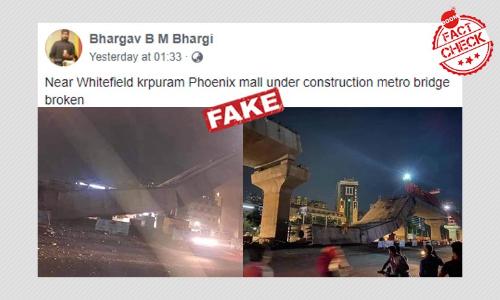 Bhargav B M Bhargi
Yesterday at 01:33 ·
BOOM
FACT
CHECK
Near Whitefield krpuram Phoenix mall under construction metro bridge
broken
FAKE